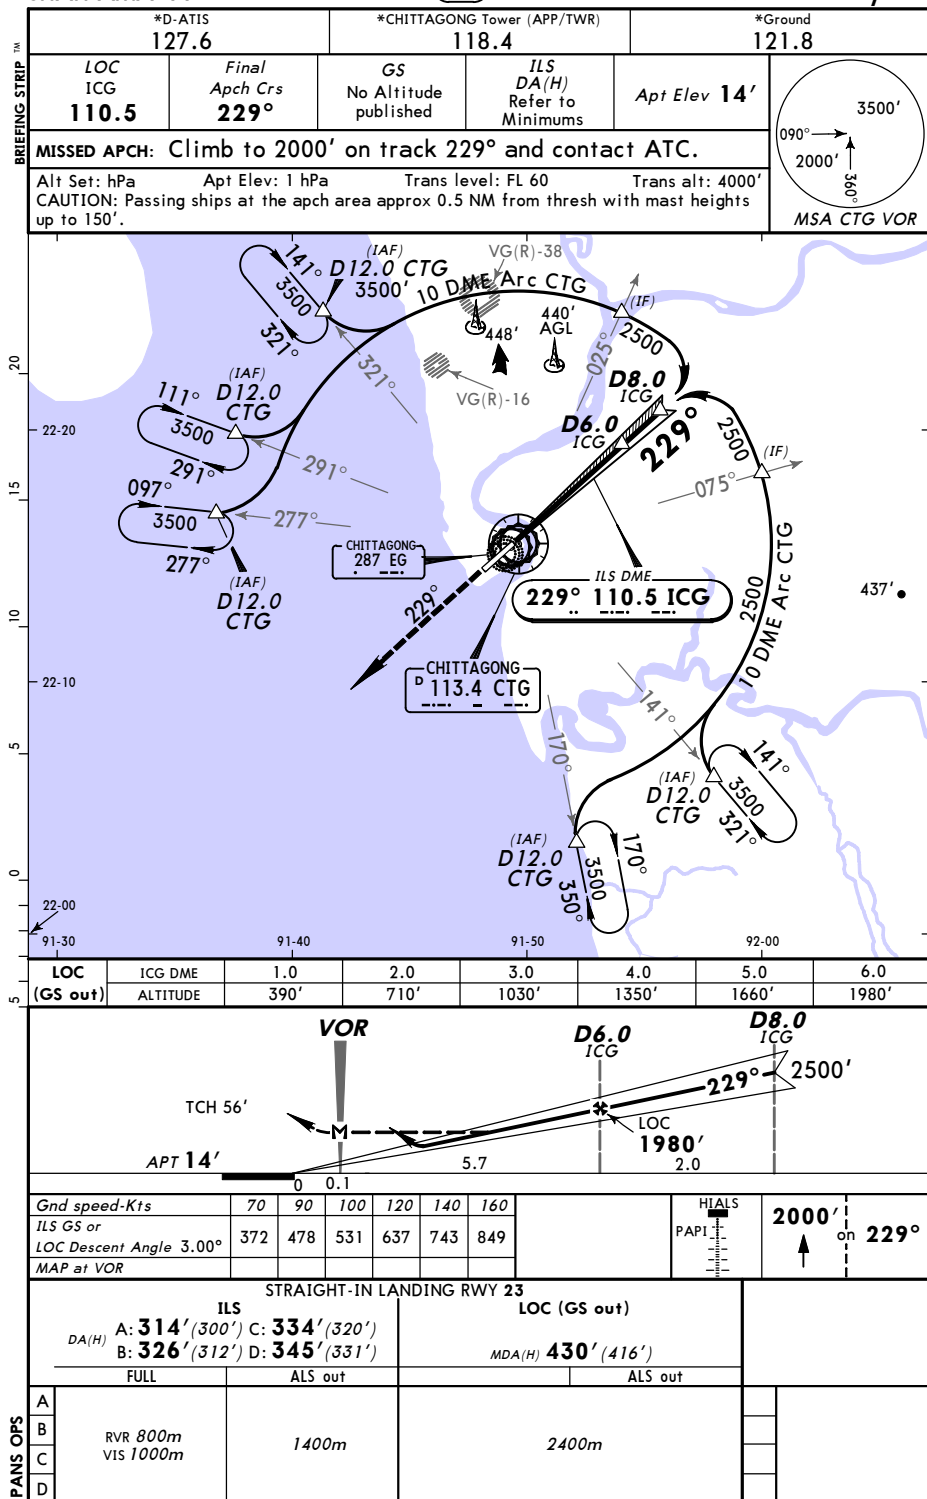 *D-ATIS *CHITTAGONG Tower (APP/TWR) *Ground
127.6 118.4 121.8
BRIEFING STRIP TM
LOC Final GS ILS
ICG Apch Crs No Altitude DA(H) Apt Elev 14'
110.5 229° published Refer to Minimums
MISSED APCH: Climb to 2000' on track 229° and contact ATC.
Alt Set: hPa Apt Elev: 1 hPa Trans level: FL 60 Trans alt: 4000'
CAUTION: Passing ships at the apch area approx 0.5 NM from thresh with mast heights
up to 150'.
3500'
090°
2000'
360°
MSA CTG VOR
141°
3500
321°
(IAF)
D12.0 CTG
3500'
VG(R)-38
10 DME Arc CTG
(IF)
440'
AGL
448'
025°
2500
321°
VG(R)-16
D8.0
ICG
D6.0
ICG
229°
(IAF)
D12.0
CTG
111°
3500
291°
291°
2500
(IF)
075°
097°
3500
277°
277°
(IAF)
D12.0
CTG
CHITTAGONG
287 EG
ILS DME
229° 110.5 ICG
229°
437'
2500
10 DME Arc CTG
CHITTAGONG
D 113.4 CTG
141°
170°
(IAF)
D12.0
CTG
141°
3500
321°
(IAF)
D12.0
CTG
170°
3500
350°
20
15
10
5
0
5
22-20
22-10
22-00
91-30 91-40 91-50 92-00
LOC ICG DME 1.0 2.0 3.0 4.0 5.0 6.0
(GS out) ALTITUDE 390' 710' 1030' 1350' 1660' 1980'
VOR
D6.0
ICG
D8.0
ICG
229° 2500'
TCH 56'
M
LOC
1980'
APT 14'
5.7 2.0
0 0.1
Gnd speed-Kts 70 90 100 120 140 160
ILS GS or
LOC Descent Angle 3.00° 372 478 531 637 743 849
MAP at VOR
HIALS
PAPI
2000' on 229°
STRAIGHT-IN LANDING RWY 23
ILS LOC (GS out)
DA(H) A: 314' (300') C: 334' (320')
B: 326' (312') D: 345' (331')
MDA(H) 430' (416')
FULL ALS out ALS out
PANS OPS
A
B
C
D
RVR 800m
VIS 1000m
1400m
2400m